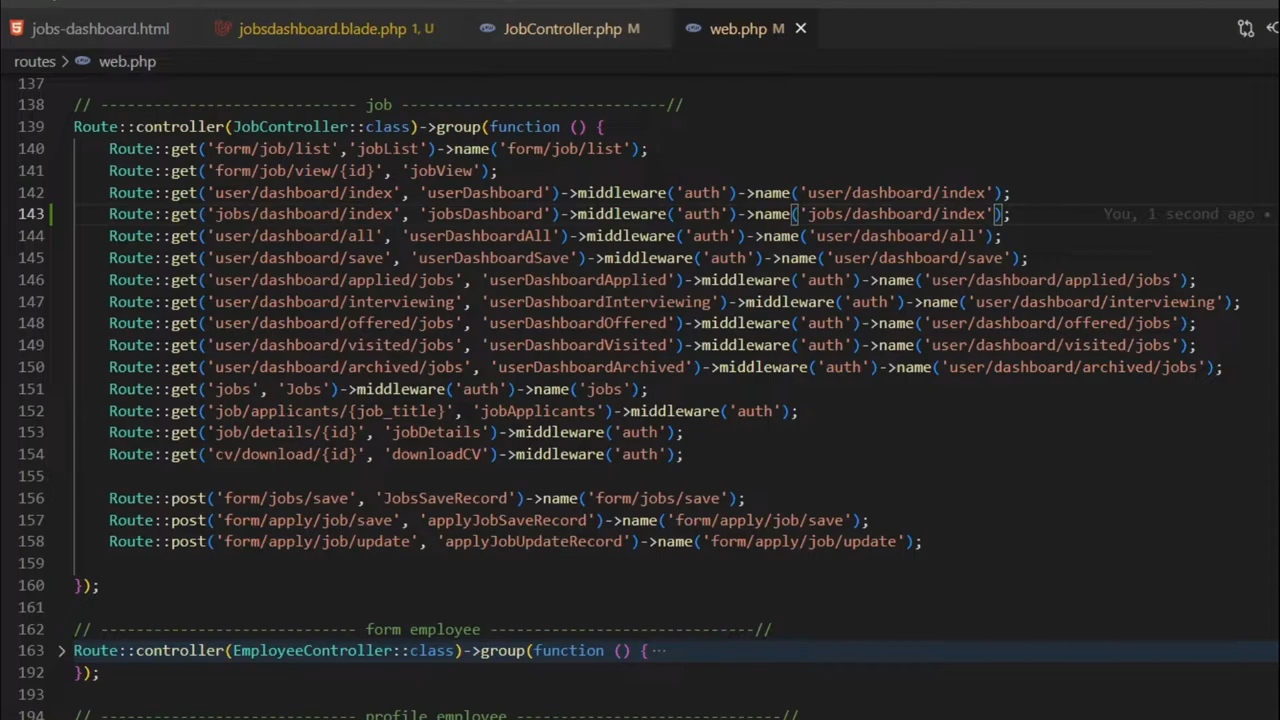 jobs-dashboard.html jobsdashboard.blade.php 1, U JobController.php M web.php M
routes > web.php
137
138 // ---------------------------- job -----------------------------//
139 Route::controller(JobController::class)->group(function () {
140 Route::get('form/job/list','jobList')->name('form/job/list');
141 Route::get('form/job/view/{id}', 'jobView');
142 Route::get('user/dashboard/index', 'userDashboard')->middleware('auth')->name('user/dashboard/index');
143 Route::get('jobs/dashboard/index', 'jobsDashboard')->middleware('auth')->name('jobs/dashboard/index'); You, 1 second ago •
144 Route::get('user/dashboard/all', 'userDashboardAll')->middleware('auth')->name('user/dashboard/all');
145 Route::get('user/dashboard/save', 'userDashboardSave')->middleware('auth')->name('user/dashboard/save');
146 Route::get('user/dashboard/applied/jobs', 'userDashboardApplied')->middleware('auth')->name('user/dashboard/applied/jobs');
147 Route::get('user/dashboard/interviewing', 'userDashboardInterviewing')->middleware('auth')->name('user/dashboard/interviewing');
148 Route::get('user/dashboard/offered/jobs', 'userDashboardOffered')->middleware('auth')->name('user/dashboard/offered/jobs');
149 Route::get('user/dashboard/visited/jobs', 'userDashboardVisited')->middleware('auth')->name('user/dashboard/visited/jobs');
150 Route::get('user/dashboard/archived/jobs', 'userDashboardArchived')->middleware('auth')->name('user/dashboard/archived/jobs');
151 Route::get('jobs', 'Jobs')->middleware('auth')->name('jobs');
152 Route::get('job/applicants/{job_title}', 'jobApplicants')->middleware('auth');
153 Route::get('job/details/{id}', 'jobDetails')->middleware('auth');
154 Route::get('cv/download/{id}', 'downloadCV')->middleware('auth');
155
156 Route::post('form/jobs/save', 'JobsSaveRecord')->name('form/jobs/save');
157 Route::post('form/apply/job/save', 'applyJobSaveRecord')->name('form/apply/job/save');
158 Route::post('form/apply/job/update', 'applyJobUpdateRecord')->name('form/apply/job/update');
159
160 });
161
162 // ---------------------------- form employee ------------------------------//
163 Route::controller(EmployeeController::class)->group(function () { ···
192 });
193
194 // ---------------------------- profile employee ------------------------------//